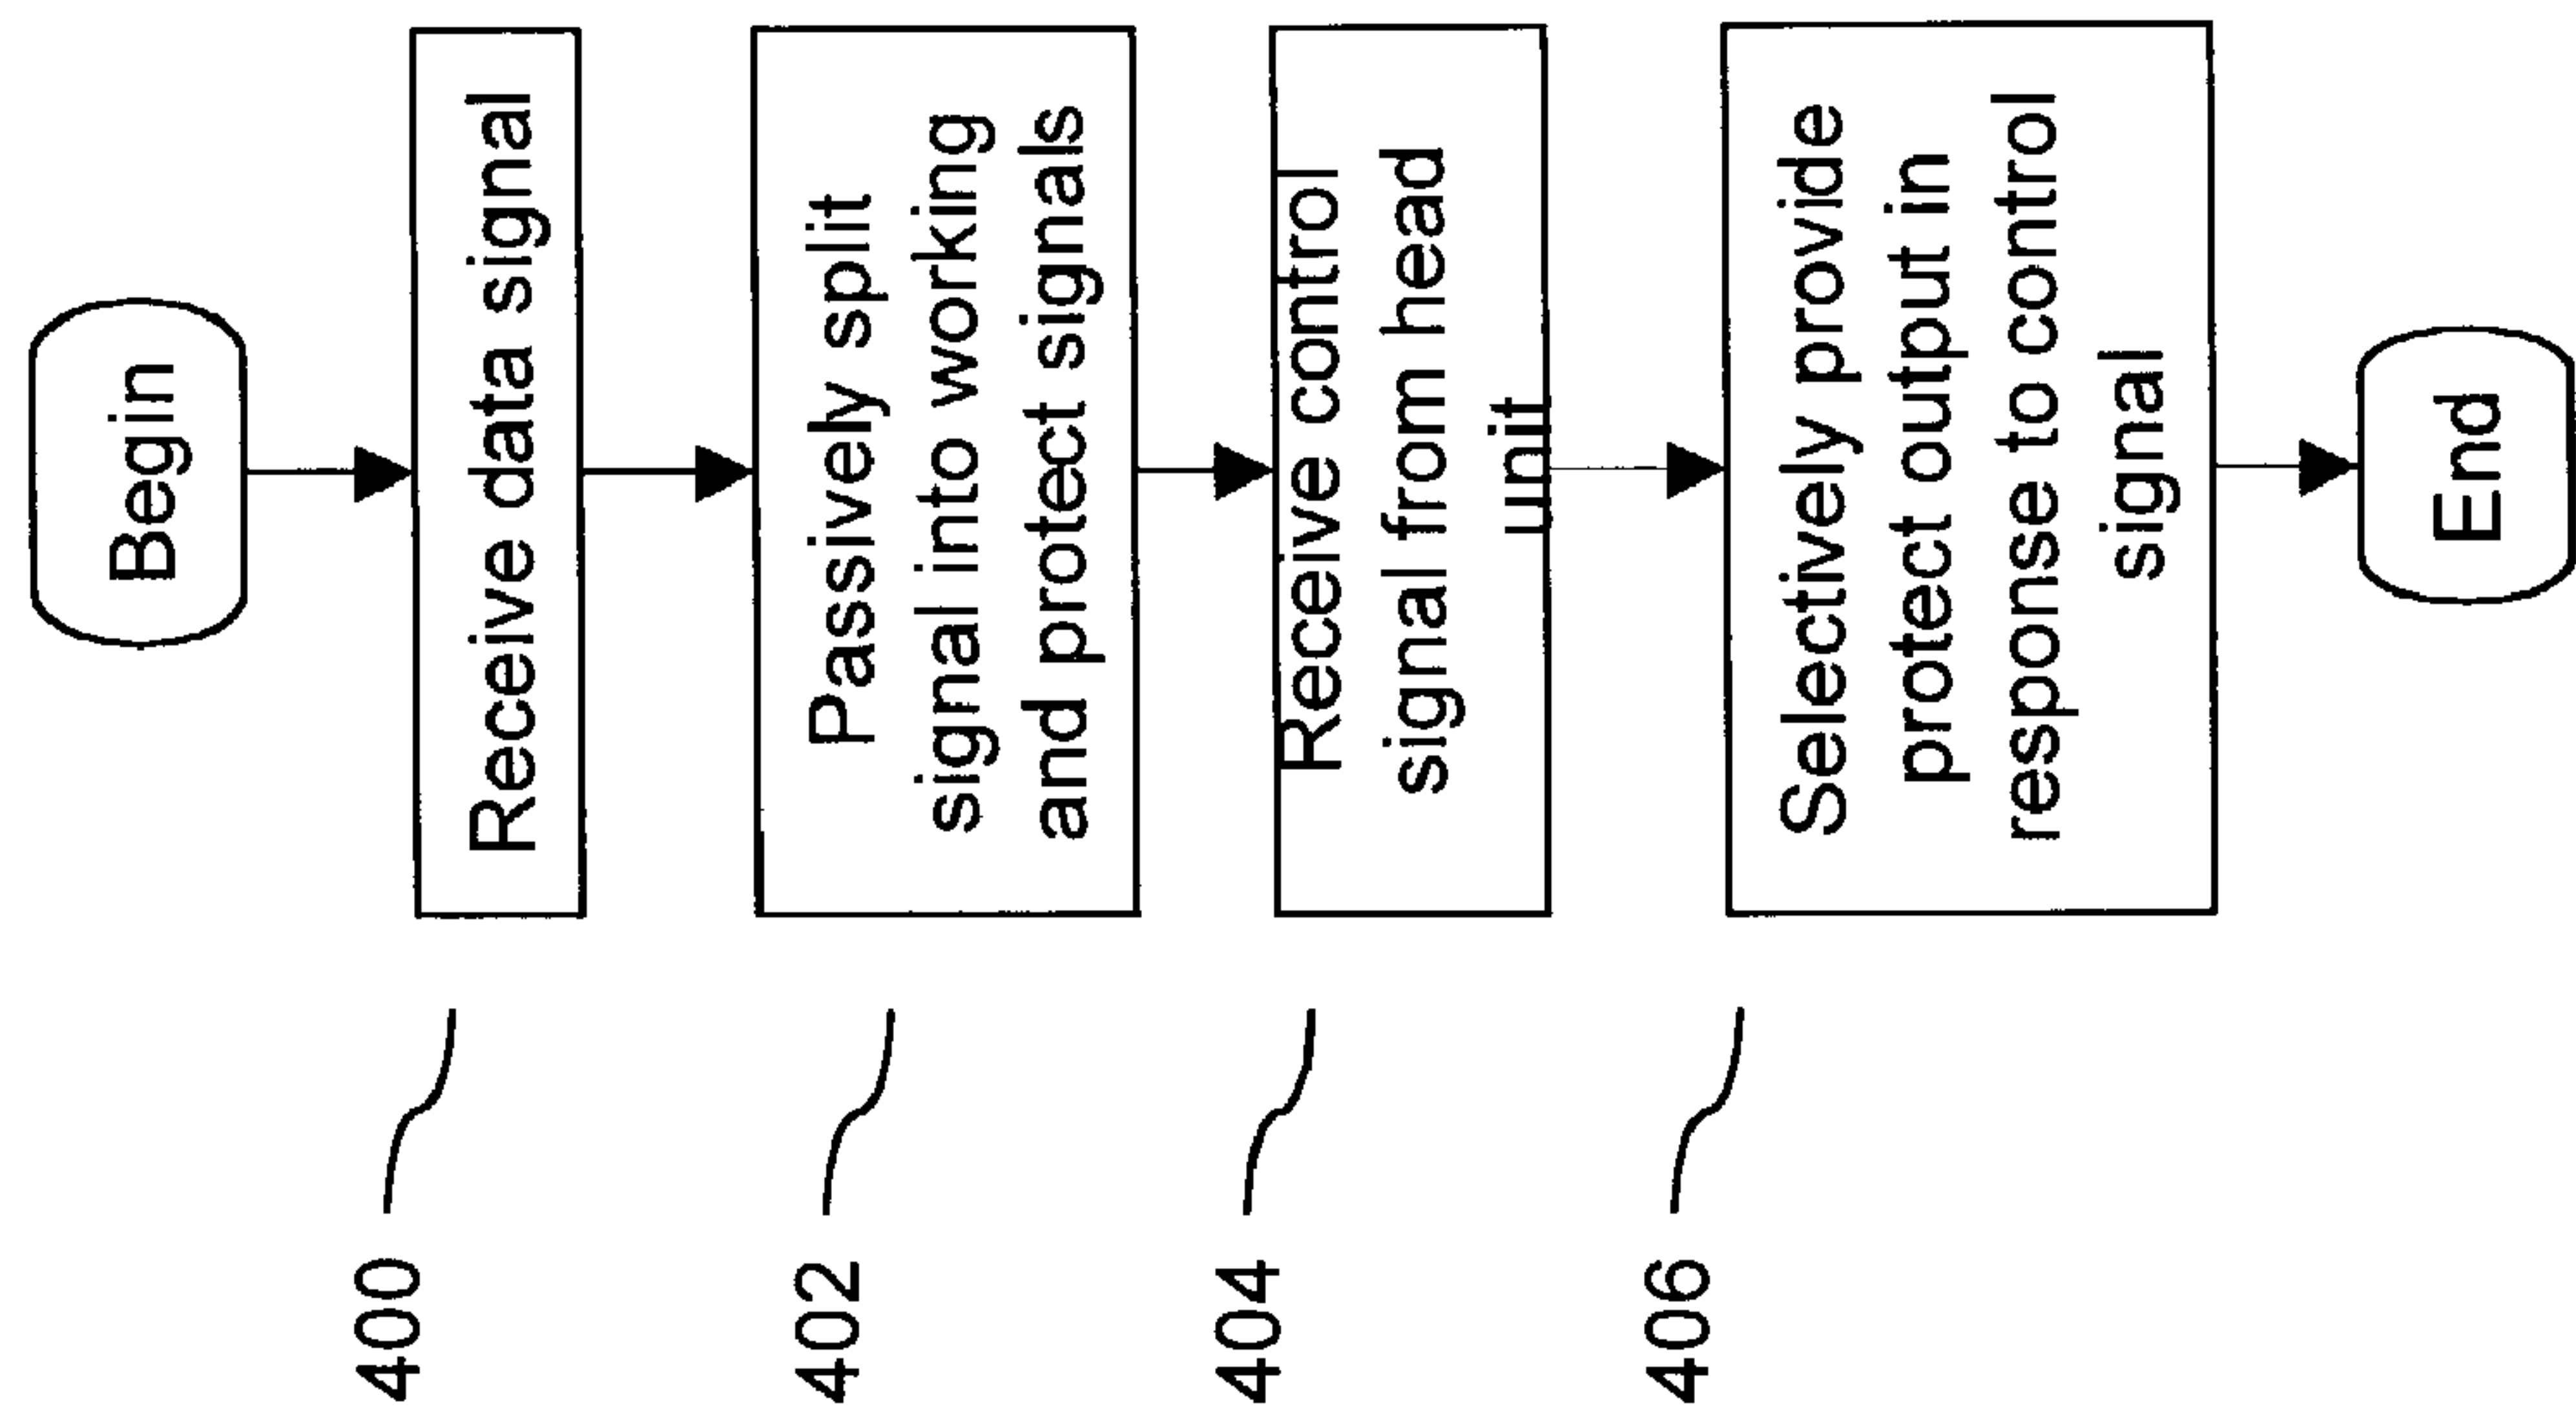 Begin
400
Receive data signal
402
Passively split
signal into working
and protect signals
404
Receive control
signal from head
unit
406
Selectively provide
protect output in
response to control
signal
End